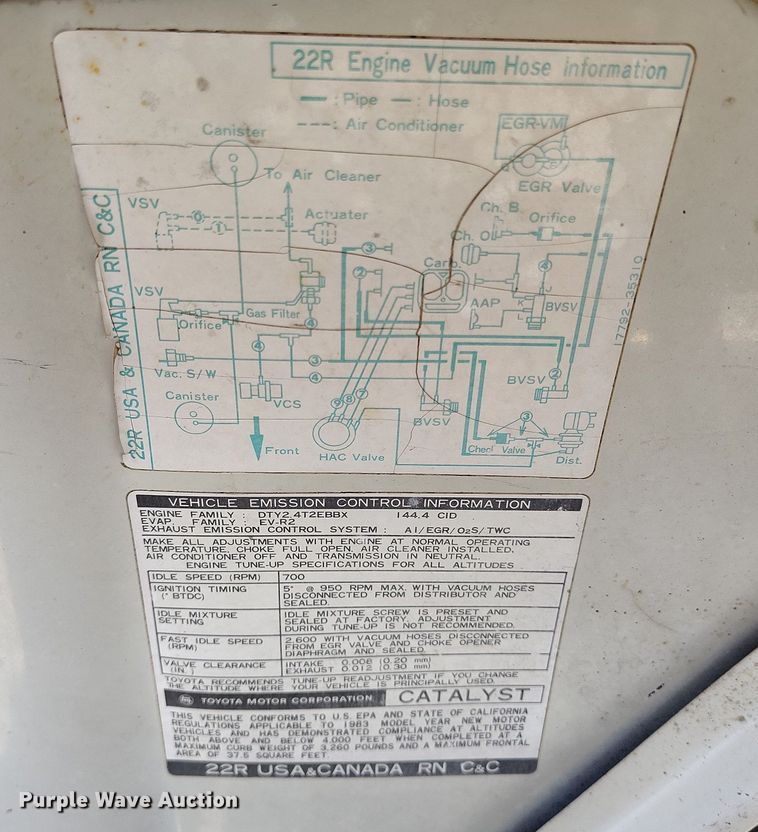 22R Engine Vacuum Hose Information
: Pipe : Hose
: Air Conditioner
EGR-VM
EGR Valve
Canister
To Air Cleaner
VSV
Actuater
Ch. B
Orifice
Ch. O
Carb.
VSV
Orifice
Gas Filter
AAP
BVSV
17792-35310
Vac. S/W
Canister
VCS
Front
HAC Valve
BVSV
BVSV
Check Valve
Dist.
22R USA & CANADA RN C&C
VEHICLE EMISSION CONTROL INFORMATION
ENGINE FAMILY : DTY2.4T2EBBX 144.4 CID
EVAP. FAMILY : EV-R2
EXHAUST EMISSION CONTROL SYSTEM : AI/EGR/O2S/TWC
MAKE ALL ADJUSTMENTS WITH ENGINE AT NORMAL OPERATING
TEMPERATURE, CHOKE FULL OPEN, AIR CLEANER INSTALLED,
AIR CONDITIONER OFF AND TRANSMISSION IN NEUTRAL.
ENGINE TUNE-UP SPECIFICATIONS FOR ALL ALTITUDES
IDLE SPEED (RPM) 700
IGNITION TIMING 5° @ 950 RPM MAX. WITH VACUUM HOSES
(° BTDC) DISCONNECTED FROM DISTRIBUTOR AND
SEALED.
IDLE MIXTURE IDLE MIXTURE SCREW IS PRESET AND
SETTING SEALED AT FACTORY. ADJUSTMENT
DURING TUNE-UP IS NOT RECOMMENDED.
FAST IDLE SPEED 2,600 WITH VACUUM HOSES DISCONNECTED
(RPM) FROM EGR VALVE AND CHOKE OPENER
DIAPHRAGM AND SEALED.
VALVE CLEARANCE INTAKE 0.008 (0.20 mm)
(IN.) EXHAUST 0.012 (0.30 mm)
TOYOTA RECOMMENDS TUNE-UP READJUSTMENT IF YOU CHANGE
THE ALTITUDE WHERE YOUR VEHICLE IS PRINCIPALLY USED.
TOYOTA MOTOR CORPORATION CATALYST
THIS VEHICLE CONFORMS TO U.S. EPA AND STATE OF CALIFORNIA
REGULATIONS APPLICABLE TO 1983 MODEL YEAR NEW MOTOR
VEHICLES AND HAS DEMONSTRATED COMPLIANCE AT ALTITUDES
BOTH ABOVE AND BELOW 4,000 FEET WHEN COMPLETED AT A
MAXIMUM CURB WEIGHT OF 3,260 POUNDS AND A MAXIMUM FRONTAL
AREA OF 37.5 SQUARE FEET.
22R USA&CANADA RN C&C
Purple Wave Auction